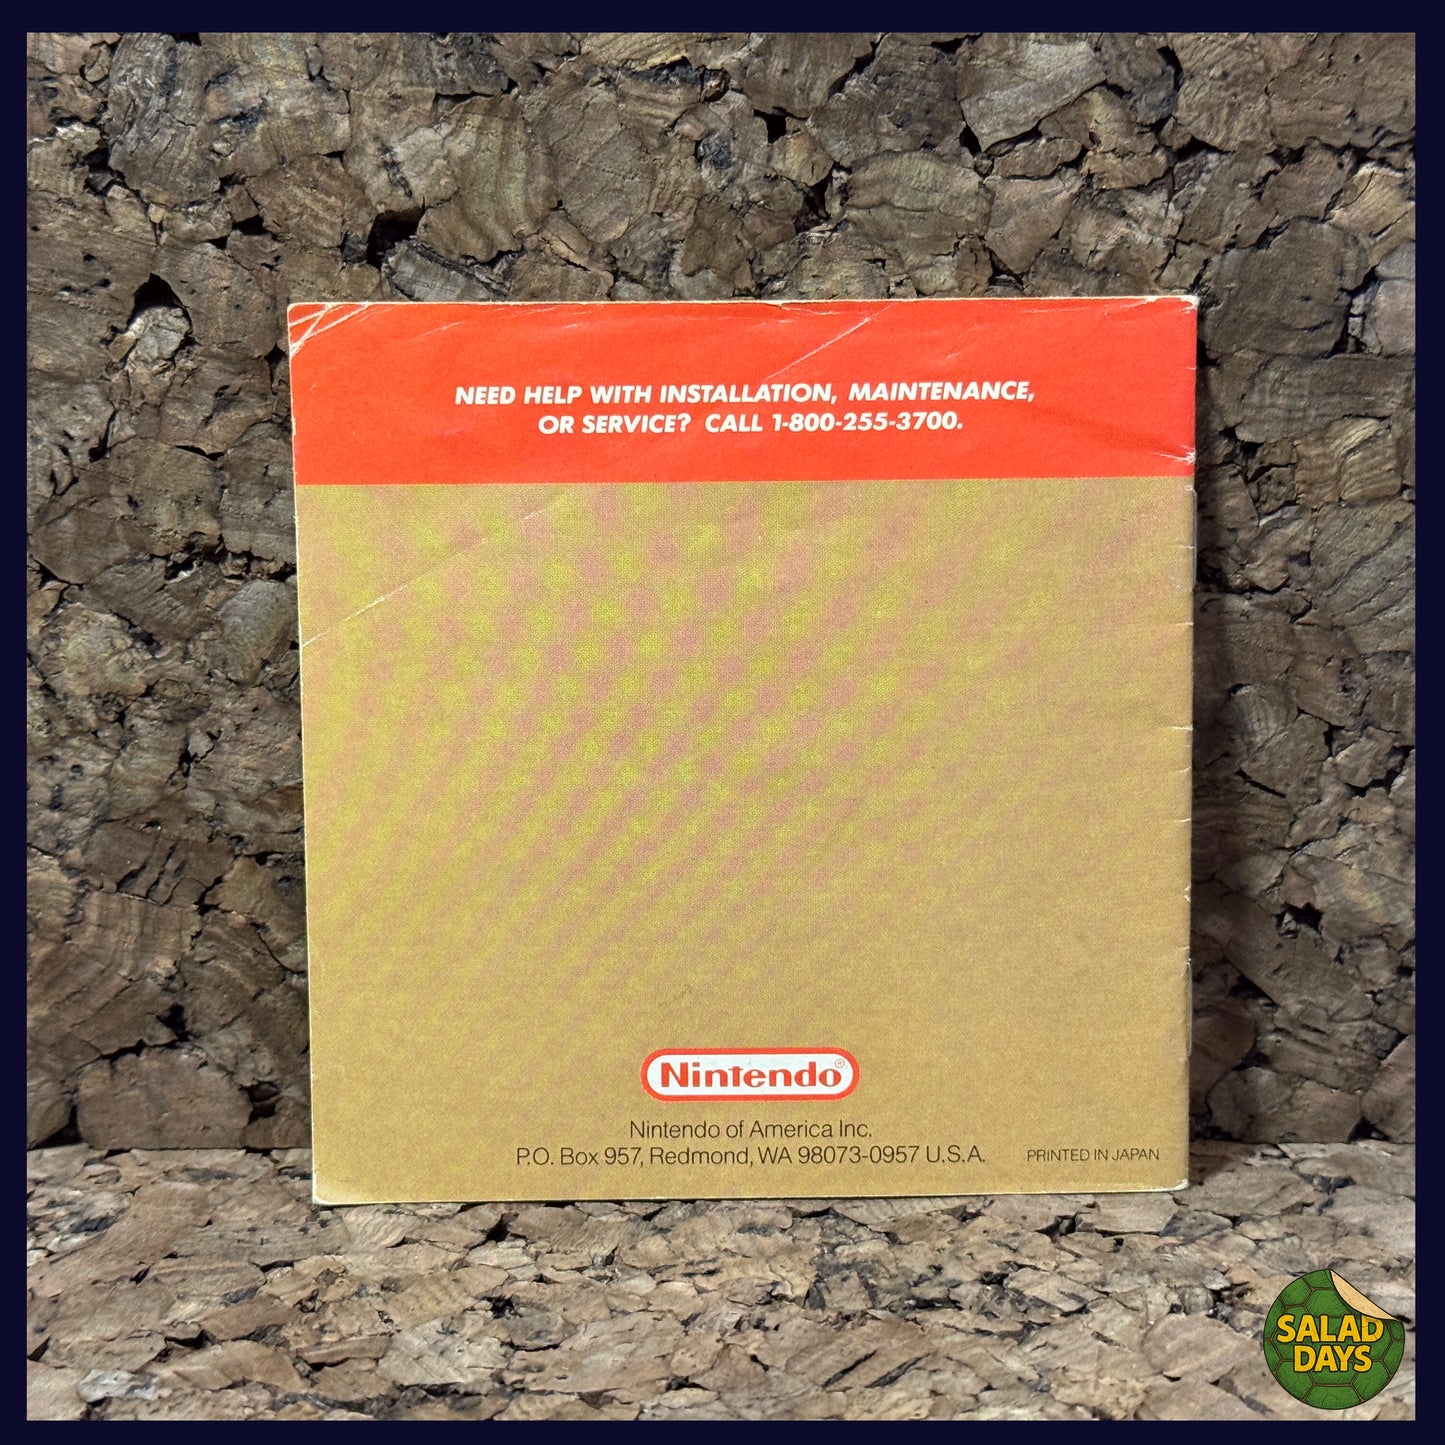 NEED HELP WITH INSTALLATION, MAINTENANCE,
OR SERVICE? CALL 1-800-255-3700.
Nintendo®
Nintendo of America Inc.
P.O. Box 957, Redmond, WA 98073-0957 U.S.A.
PRINTED IN JAPAN
SALAD
DAYS